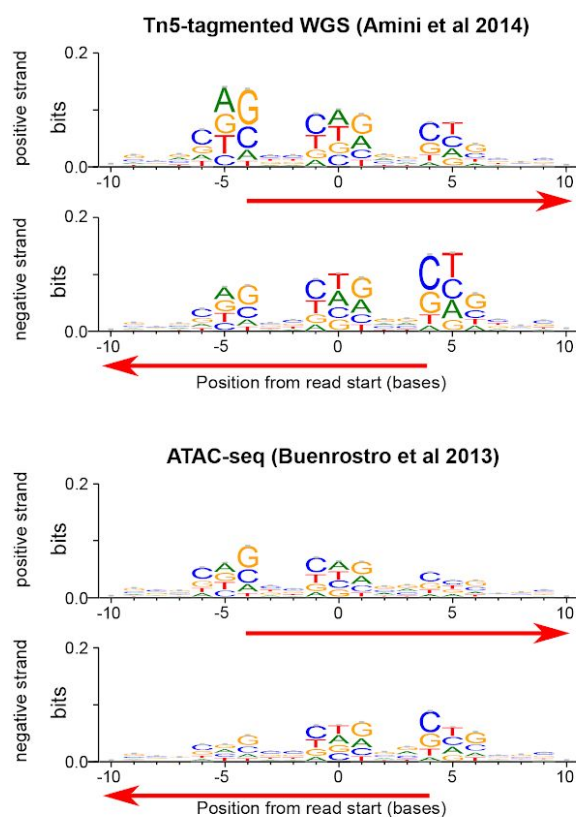 Tn5-tagmented WGS (Amini et al 2014)
positive strand
bits
0.2
0.0
-10 -5 0 5 10
negative strand
bits
0.2
0.0
-10 -5 0 5 10
Position from read start (bases)
ATAC-seq (Buenrostro et al 2013)
positive strand
bits
0.2
0.0
-10 -5 0 5 10
negative strand
bits
0.2
0.0
-10 -5 0 5 10
Position from read start (bases)